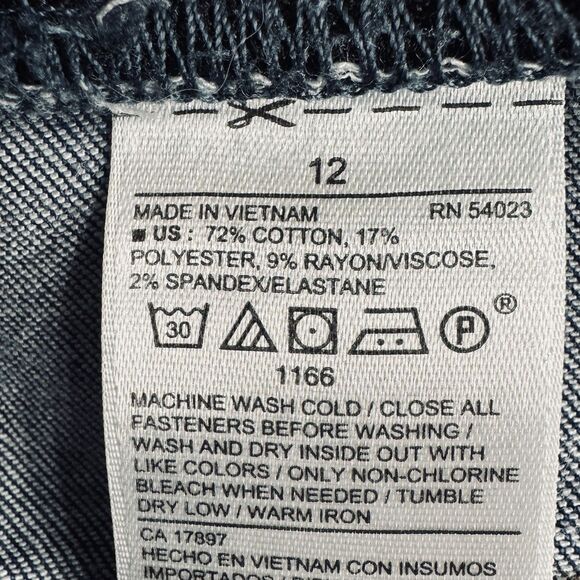 12
MADE IN VIETNAM RN 54023
US : 72% COTTON, 17%
POLYESTER, 9% RAYON/VISCOSE,
2% SPANDEX/ELASTANE
30 P ®
1166
MACHINE WASH COLD / CLOSE ALL
FASTENERS BEFORE WASHING /
WASH AND DRY INSIDE OUT WITH
LIKE COLORS / ONLY NON-CHLORINE
BLEACH WHEN NEEDED / TUMBLE
DRY LOW / WARM IRON
CA 17897
HECHO EN VIETNAM CON INSUMOS
IMPORTADOS